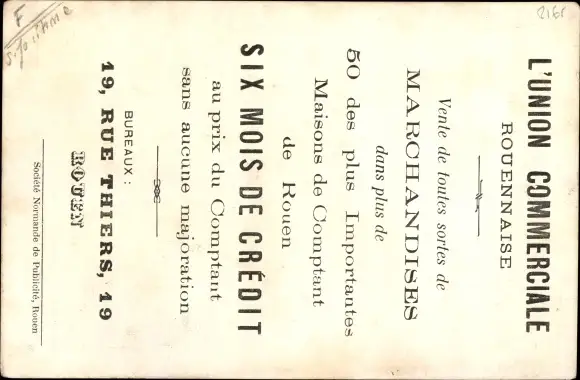 L'UNION COMMERCIALE
ROUENNAISE
Vente de toutes sortes de
MARCHANDISES
dans plus de
50 des plus Importantes
Maisons de Comptant
de Rouen
SIX MOIS DE CRÉDIT
au prix du Comptant
sans aucune majoration
BUREAUX :
19, RUE THIERS, 19
ROUEN
Société Normande de Publicité, Rouen
F